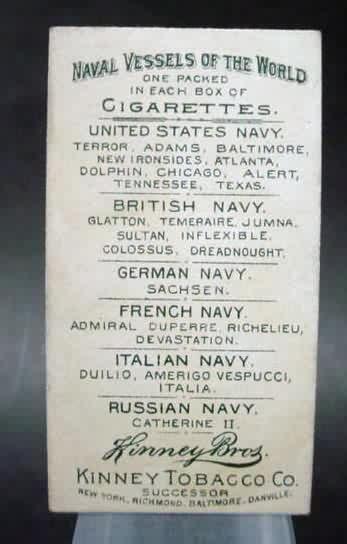 NAVAL VESSELS OF THE WORLD
ONE PACKED
IN EACH BOX OF
CIGARETTES.
UNITED STATES NAVY.
TERROR, ADAMS, BALTIMORE,
NEW IRONSIDES, ATLANTA,
DOLPHIN, CHICAGO, ALERT,
TENNESSEE, TEXAS.
BRITISH NAVY.
GLATTON, TEMERAIRE, JUMNA.
SULTAN, INFLEXIBLE,
COLOSSUS, DREADNOUGHT.
GERMAN NAVY.
SACHSEN.
FRENCH NAVY.
ADMIRAL DUPERRE, RICHELIEU,
DEVASTATION.
ITALIAN NAVY.
DUILIO, AMERIGO VESPUCCI,
ITALIA.
RUSSIAN NAVY.
CATHERINE II.
Kinney Bros.
KINNEY TOBACCO CO.
SUCCESSOR
NEW YORK, RICHMOND, BALTIMORE, DANVILLE.